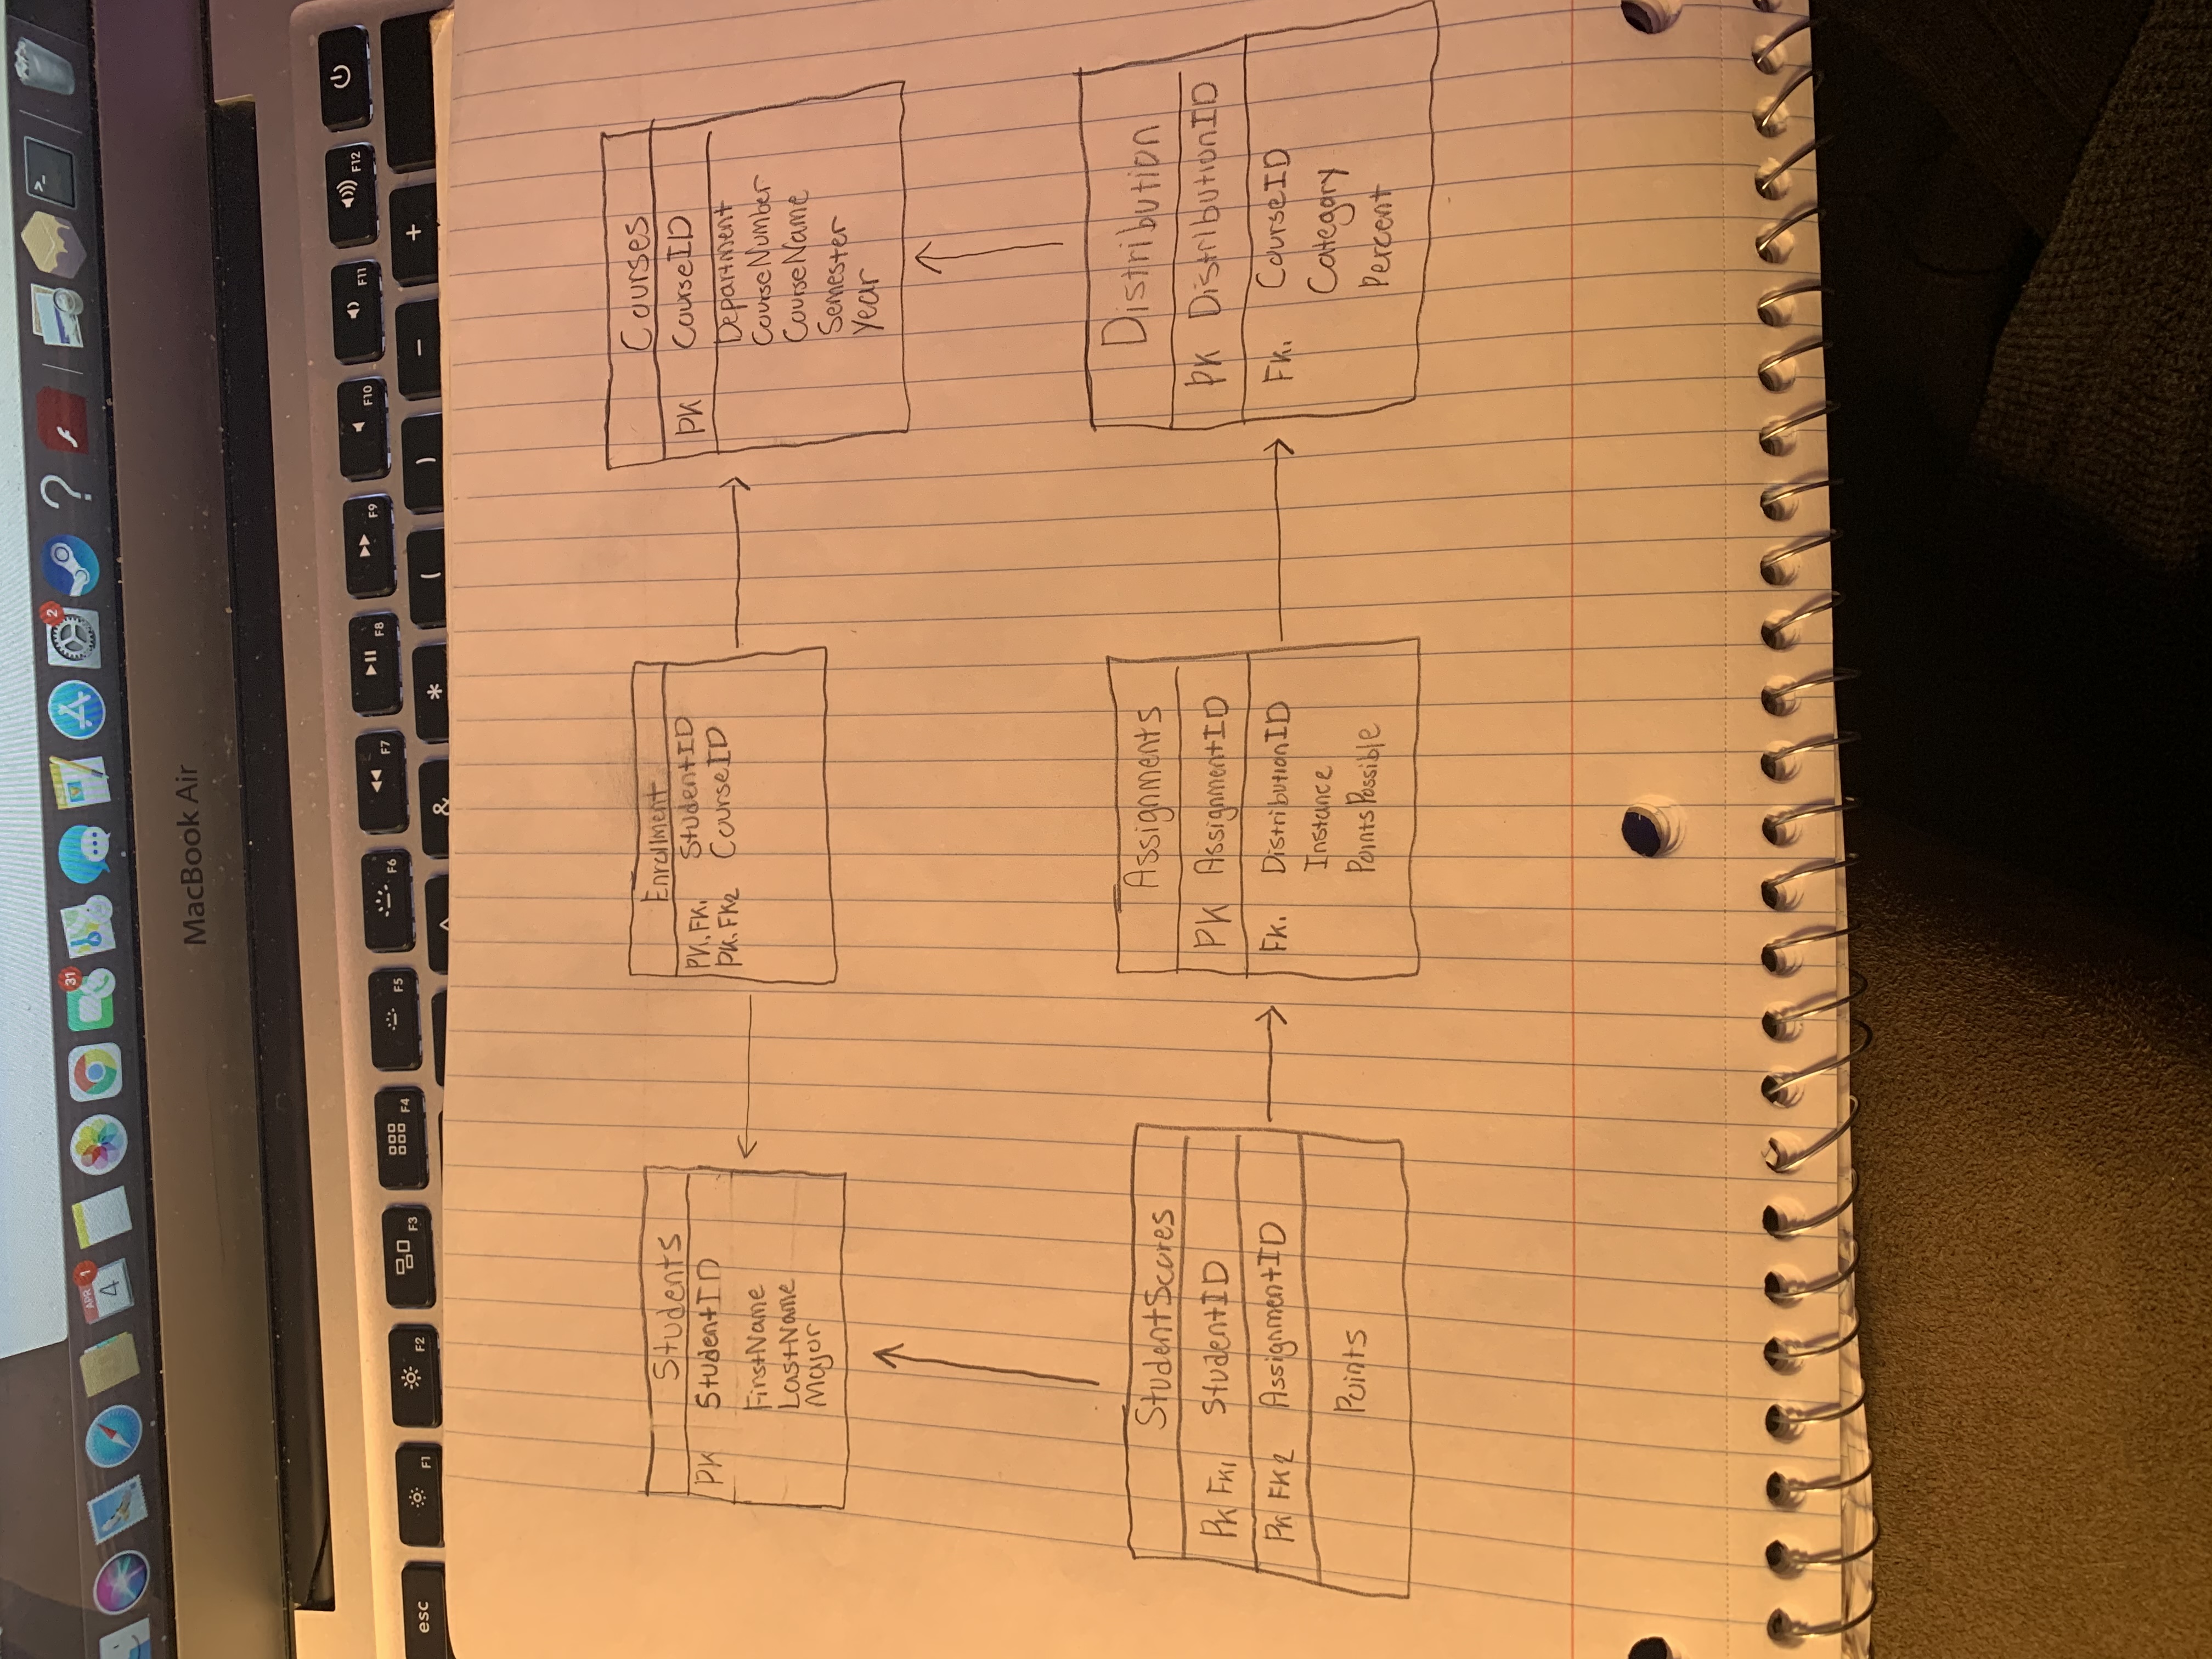 31
APR 1
4
2
MacBook Air
esc F1 F2 F3 F4 F5 F6 F7 F8 F9 F10 F11 F12
& * ( ) − +
Students
PK StudentID
FirstName
LastName
Major
Enrollment
PK.FK1 StudentID
PK.FK2 CourseID
Courses
PK CourseID
Department
CourseNumber
CourseName
Semester
Year
StudentScores
PK FK1 StudentID
PK FK2 AssignmentID
Points
Assignments
PK AssignmentID
FK1 DistributionID
Instance
PointsPossible
Distribution
PK DistributionID
FK1 CourseID
Category
Percent